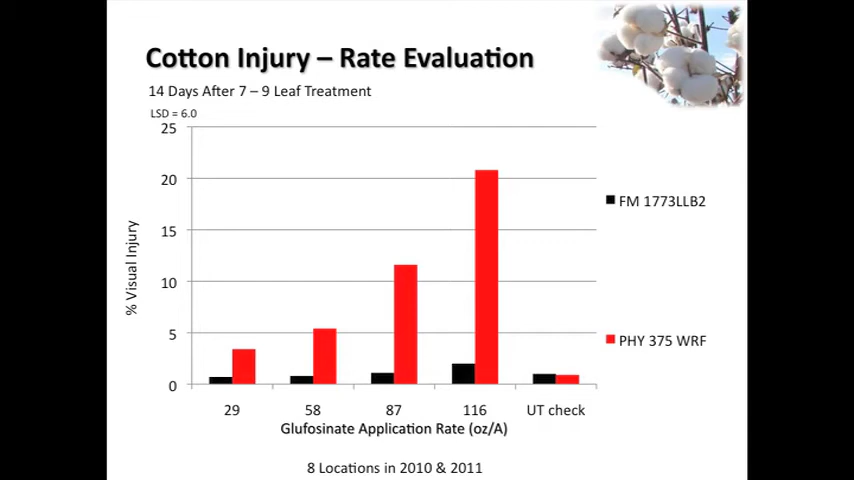 Cotton Injury – Rate Evaluation
14 Days After 7 – 9 Leaf Treatment
LSD = 6.0
25
20
15
10
5
0
% Visual Injury
FM 1773LLB2
PHY 375 WRF
29 58 87 116 UT check
Glufosinate Application Rate (oz/A)
8 Locations in 2010 & 2011